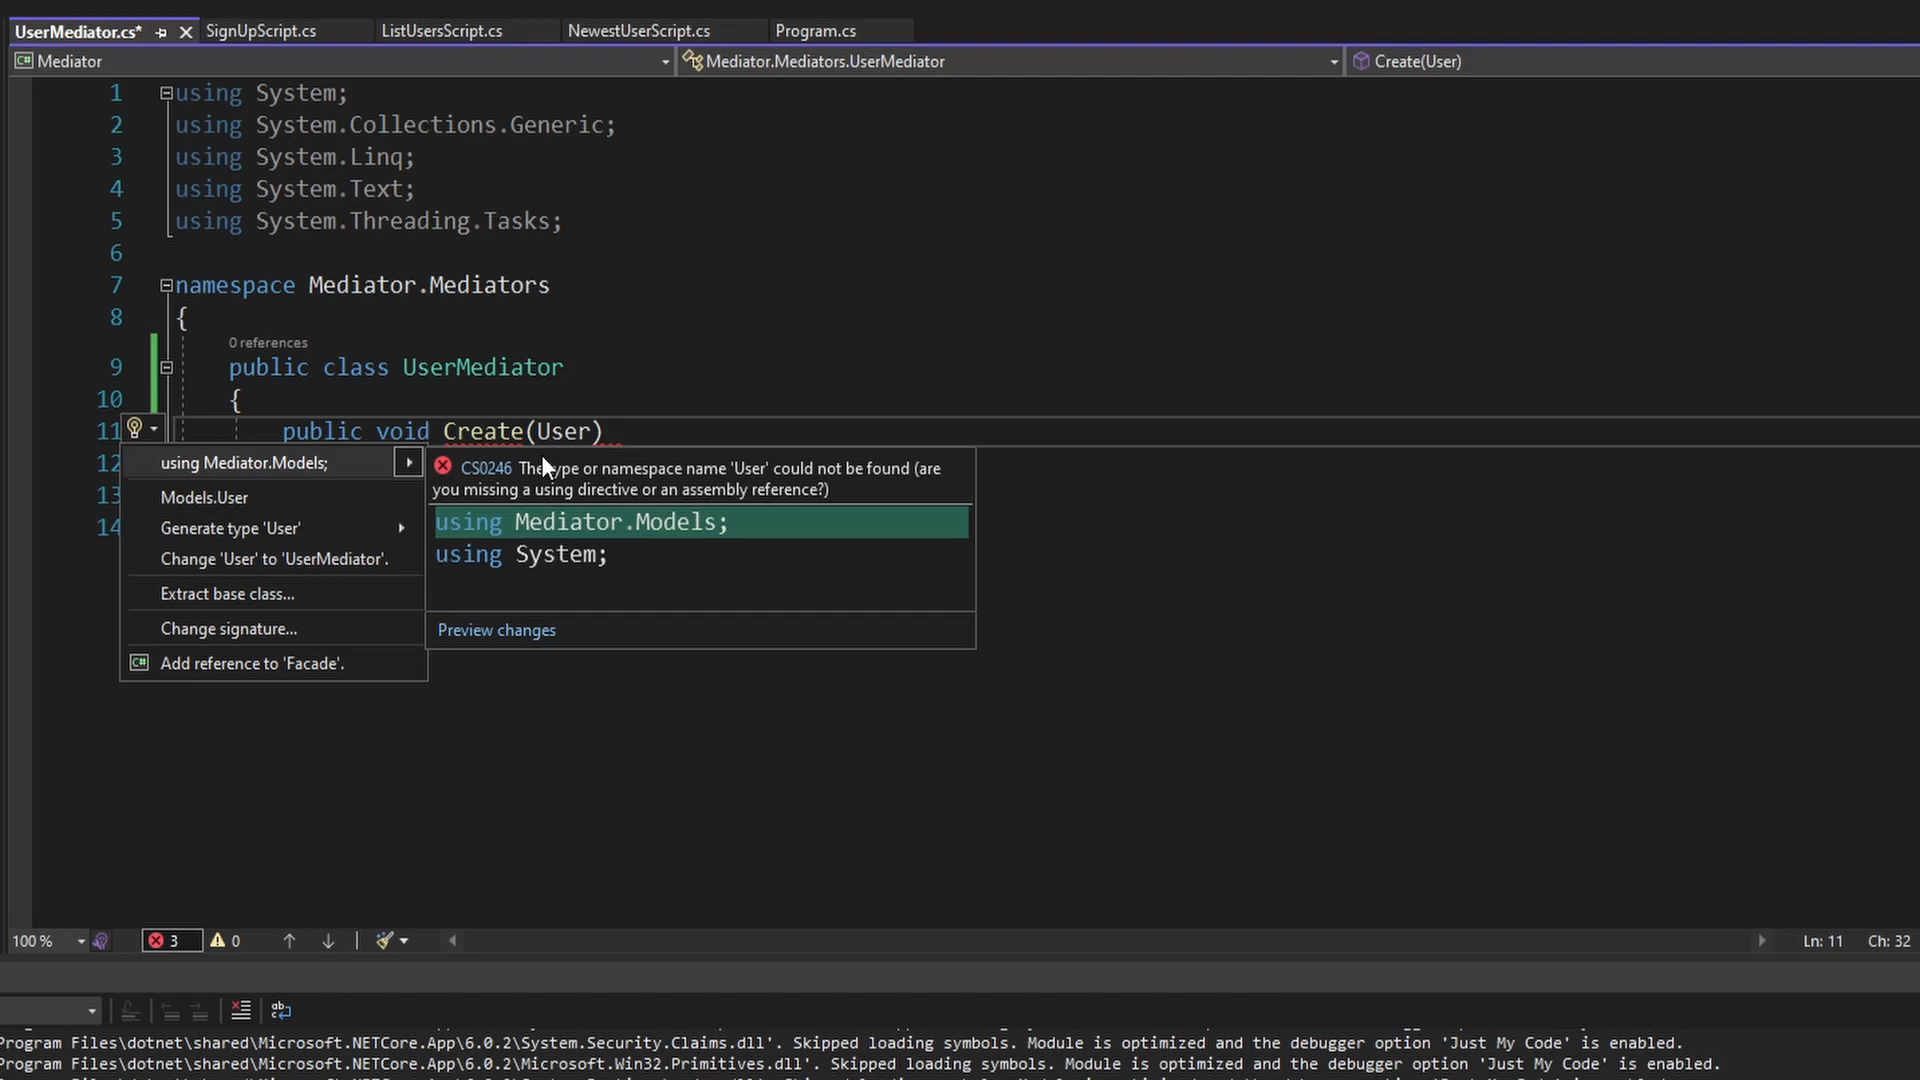 UserMediator.cs* SignUpScript.cs ListUsersScript.cs NewestUserScript.cs Program.cs
C# Mediator Mediator.Mediators.UserMediator Create(User)
1 using System;
2 using System.Collections.Generic;
3 using System.Linq;
4 using System.Text;
5 using System.Threading.Tasks;
6
7 namespace Mediator.Mediators
8 {
0 references
9 public class UserMediator
10 {
11 public void Create(User)
12
13
14
using Mediator.Models;
Models.User
Generate type 'User'
Change 'User' to 'UserMediator'.
Extract base class...
Change signature...
C# Add reference to 'Facade'.
CS0246 The type or namespace name 'User' could not be found (are
you missing a using directive or an assembly reference?)
using Mediator.Models;
using System;
Preview changes
100 % 3 0 Ln: 11 Ch: 32
Program Files\dotnet\shared\Microsoft.NETCore.App\6.0.2\System.Security.Claims.dll'. Skipped loading symbols. Module is optimized and the debugger option 'Just My Code' is enabled.
Program Files\dotnet\shared\Microsoft.NETCore.App\6.0.2\Microsoft.Win32.Primitives.dll'. Skipped loading symbols. Module is optimized and the debugger option 'Just My Code' is enabled.